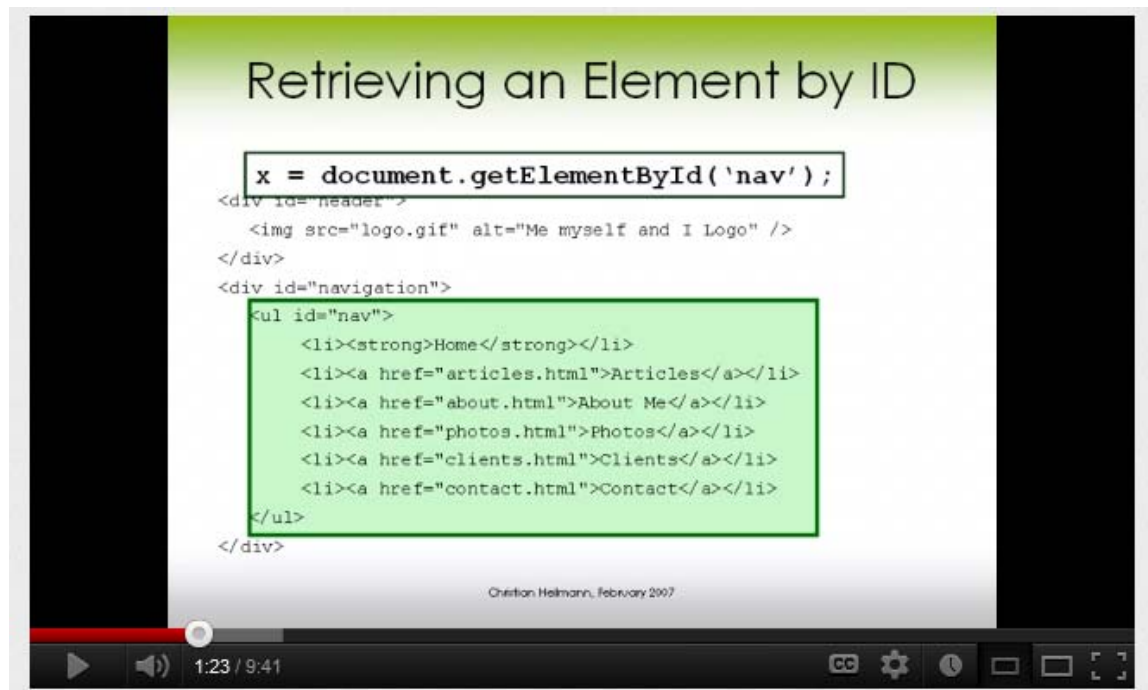 Retrieving an Element by ID
x = document.getElementById(‘nav’);
<div id="header">
<img src="logo.gif" alt="Me myself and I Logo" />
</div>
<div id="navigation">
<ul id="nav">
<li><strong>Home</strong></li>
<li><a href="articles.html">Articles</a></li>
<li><a href="about.html">About Me</a></li>
<li><a href="photos.html">Photos</a></li>
<li><a href="clients.html">Clients</a></li>
<li><a href="contact.html">Contact</a></li>
</ul>
</div>
Christian Heilmann, February 2007
1:23 / 9:41
CC